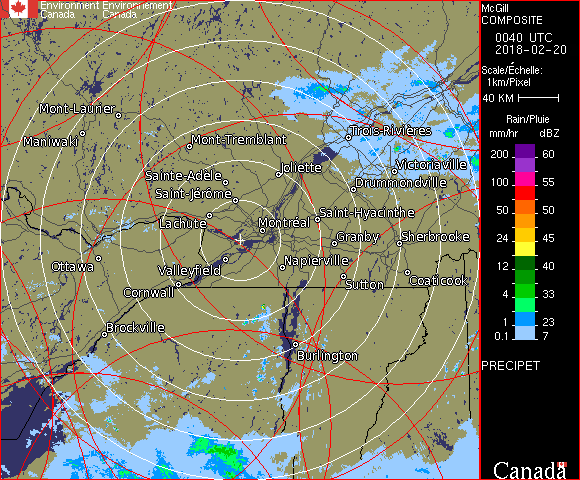 Environment Environnement
Canada Canada
McGill
COMPOSITE
0040 UTC
2018-02-20
Scale/Échelle:
1km/Pixel
40 KM
Rain/Pluie
mm/hr dBZ
200 60
100 55
50 50
24 45
12 40
4 33
1 23
0.1 7
PRECIPET
Canada
Mont-Laurier
Maniwaki
Mont-Tremblant
Trois-Rivières
Sainte-Adèle
Joliette
Victoriaville
Saint-Jérôme
Drummondville
Lachute
Montréal
Saint-Hyacinthe
Granby
Sherbrooke
Ottawa
Valleyfield
Napierville
Cornwall
Sutton
Coaticook
Brockville
Burlington